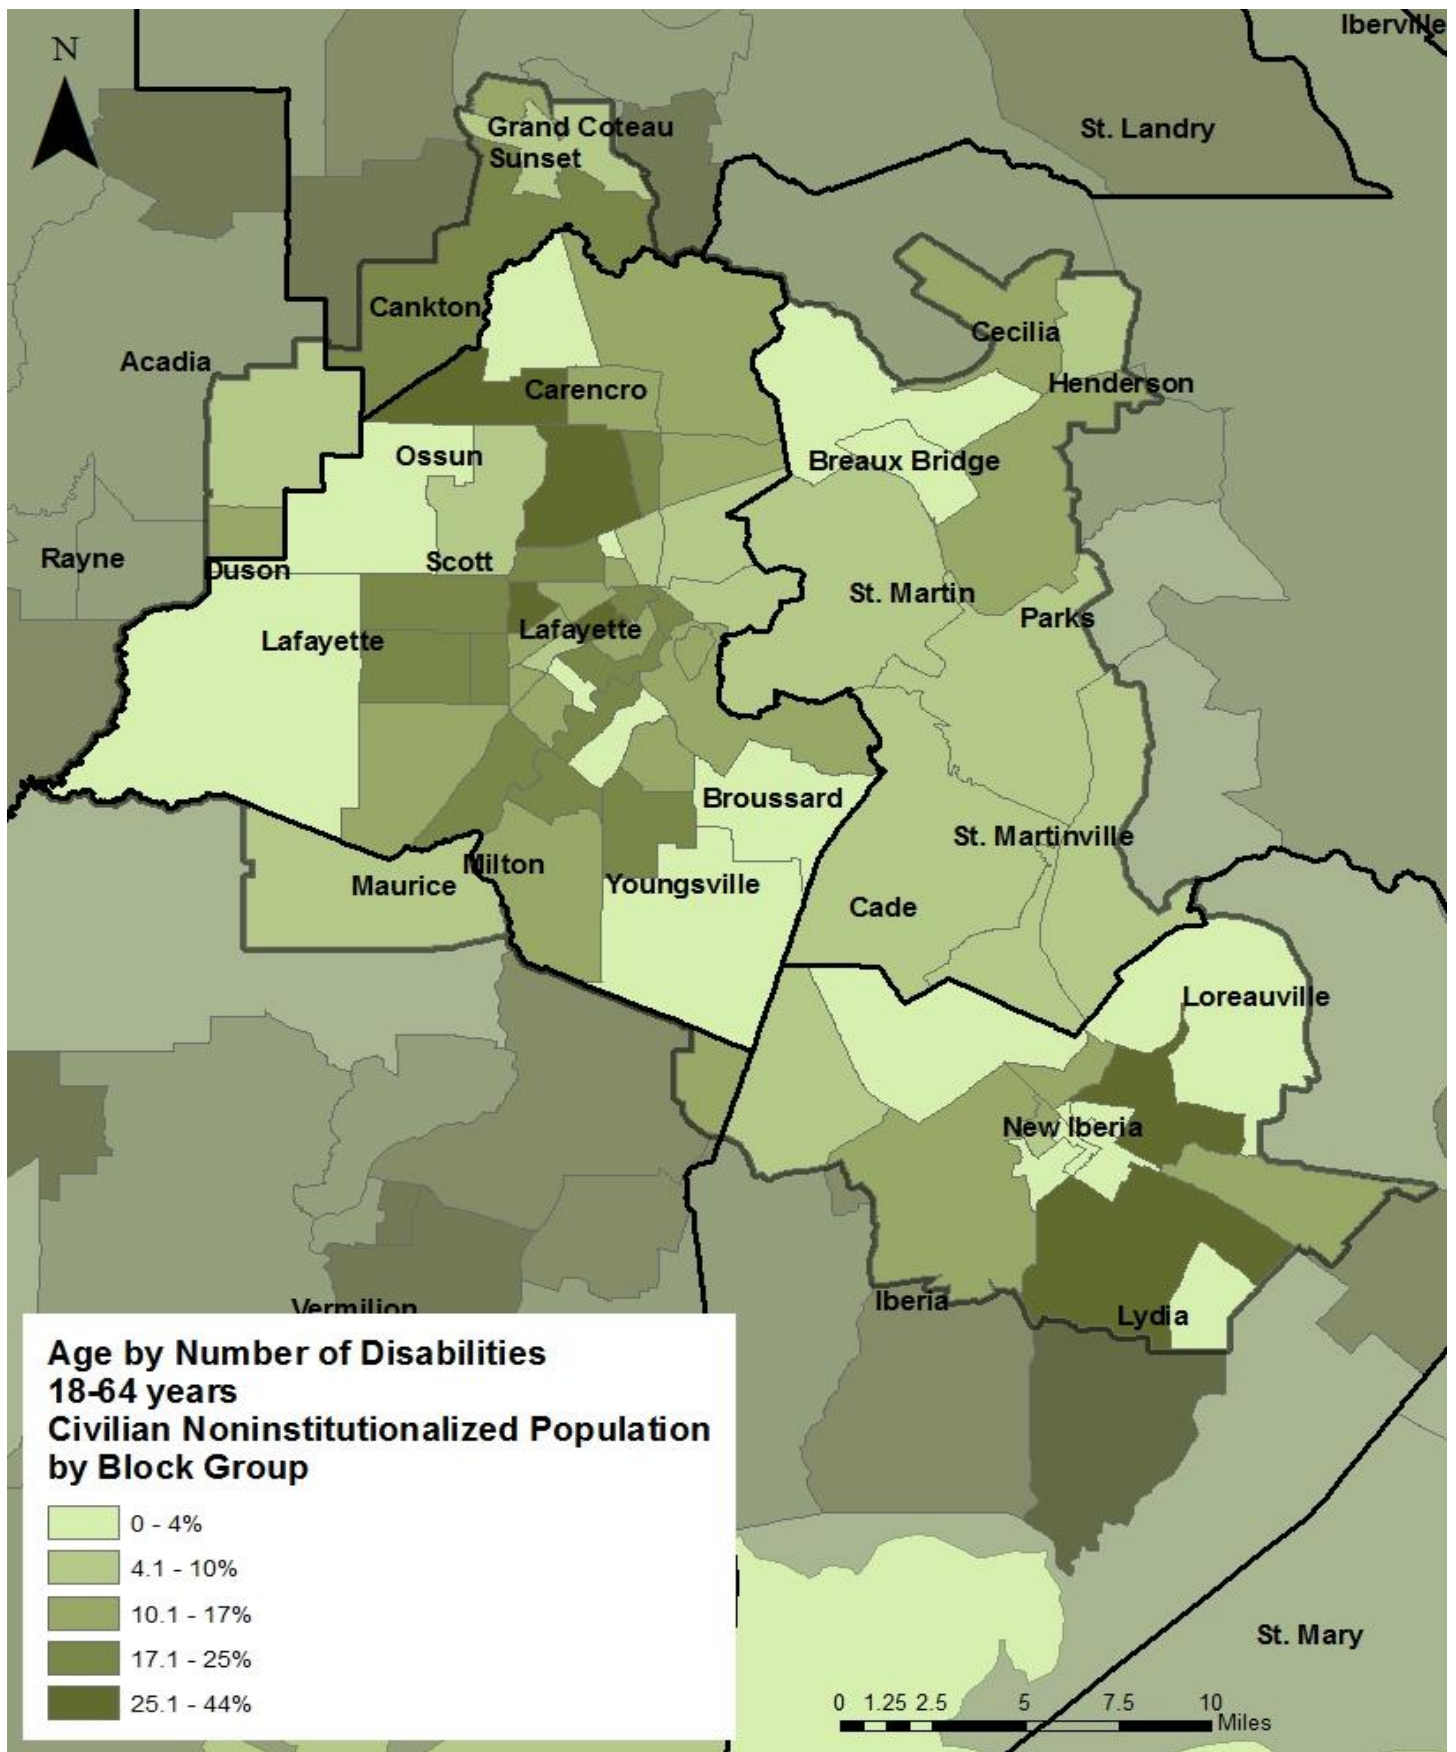 Iberville
N
Grand Coteau
St. Landry
Sunset
Cankton
Cecilia
Acadia
Henderson
Carencro
Ossun
Breaux Bridge
Rayne
Scott
Duson
St. Martin
Parks
Lafayette
Lafayette
Broussard
St. Martinville
Milton
Maurice
Youngsville
Cade
Loreauville
New Iberia
Iberia
Vermilion
Lydia
Age by Number of Disabilities
18-64 years
Civilian Noninstitutionalized Population
by Block Group
0 - 4%
4.1 - 10%
10.1 - 17%
17.1 - 25%
25.1 - 44%
St. Mary
0 1.25 2.5 5 7.5 10
Miles